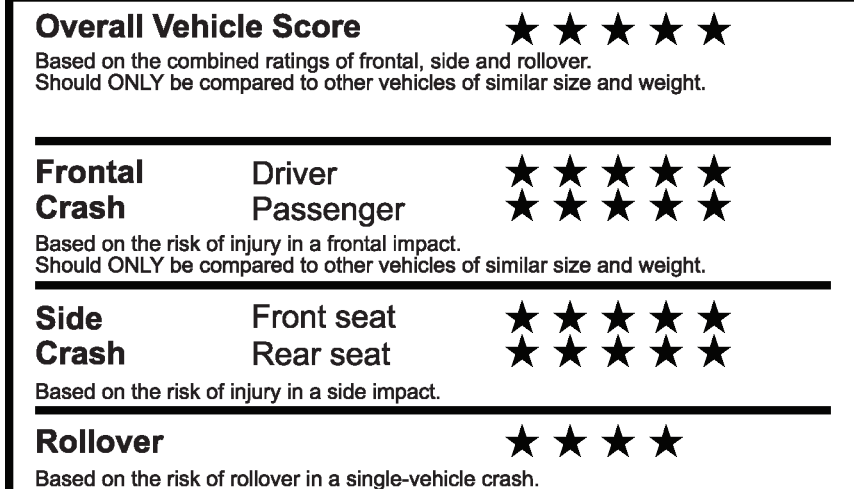 Overall Vehicle Score ★ ★ ★ ★ ★
Based on the combined ratings of frontal, side and rollover.
Should ONLY be compared to other vehicles of similar size and weight.
Frontal Driver ★ ★ ★ ★ ★
Crash Passenger ★ ★ ★ ★ ★
Based on the risk of injury in a frontal impact.
Should ONLY be compared to other vehicles of similar size and weight.
Side Front seat ★ ★ ★ ★ ★
Crash Rear seat ★ ★ ★ ★ ★
Based on the risk of injury in a side impact.
Rollover ★ ★ ★ ★
Based on the risk of rollover in a single-vehicle crash.